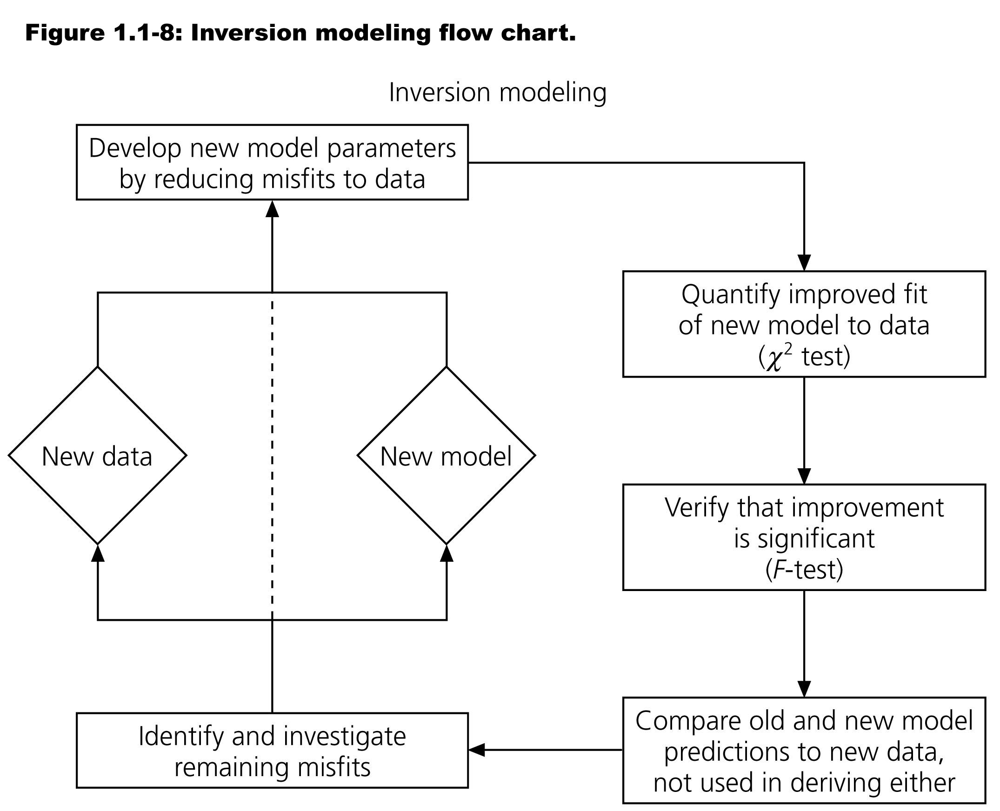 Figure 1.1-8: Inversion modeling flow chart.
Inversion modeling
Develop new model parameters
by reducing misfits to data
Quantify improved fit
of new model to data
(χ² test)
New data
New model
Verify that improvement
is significant
(F-test)
Compare old and new model
predictions to new data,
not used in deriving either
Identify and investigate
remaining misfits